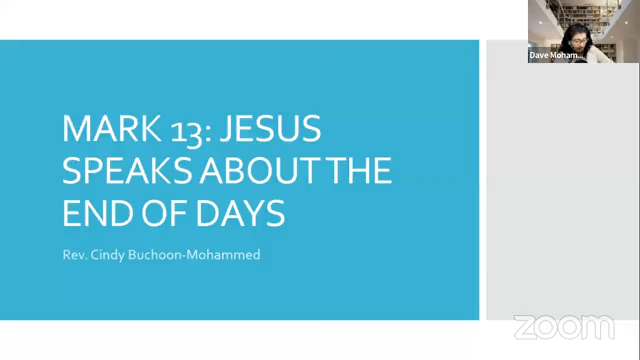 Dave Moham...
MARK 13: JESUS
SPEAKS ABOUT THE
END OF DAYS
Rev. Cindy Buchoon-Mohammed
zoom